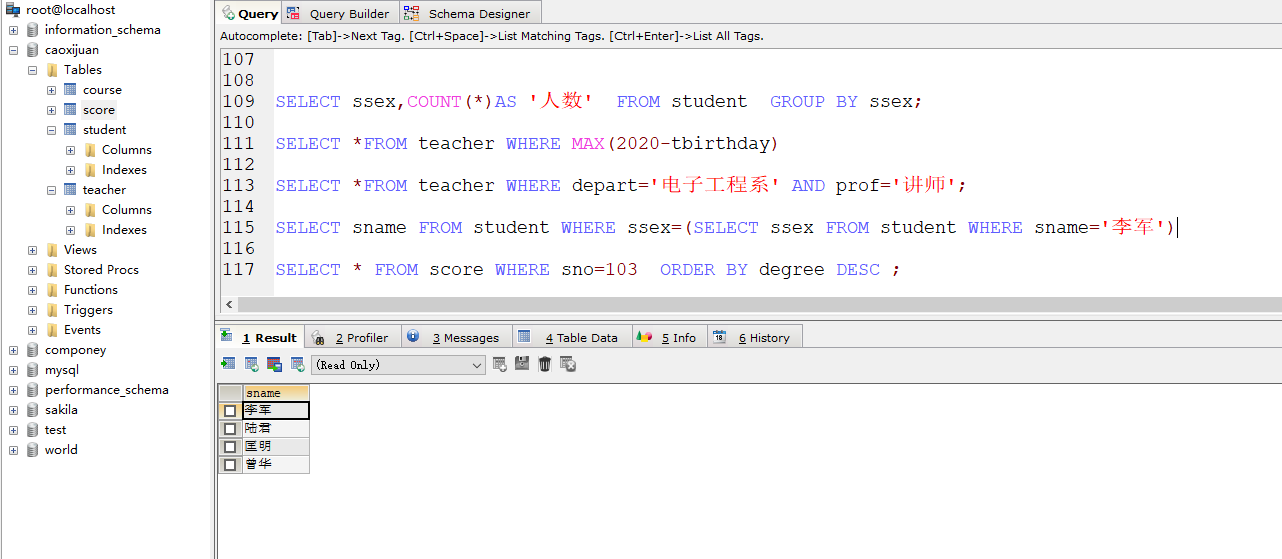 root@localhost
information_schema
caoxijuan
Tables
course
score
student
Columns
Indexes
teacher
Columns
Indexes
Views
Stored Procs
Functions
Triggers
Events
componey
mysql
performance_schema
sakila
test
world
Query Query Builder Schema Designer
Autocomplete: [Tab]->Next Tag. [Ctrl+Space]->List Matching Tags. [Ctrl+Enter]->List All Tags.
107
108
109 SELECT ssex,COUNT(*)AS '人数' FROM student GROUP BY ssex;
110
111 SELECT *FROM teacher WHERE MAX(2020-tbirthday)
112
113 SELECT *FROM teacher WHERE depart='电子工程系' AND prof='讲师';
114
115 SELECT sname FROM student WHERE ssex=(SELECT ssex FROM student WHERE sname='李军')
116
117 SELECT * FROM score WHERE sno=103 ORDER BY degree DESC ;
1 Result 2 Profiler 3 Messages 4 Table Data 5 Info 6 History
(Read Only)
sname
李军
陆君
匡明
曾华